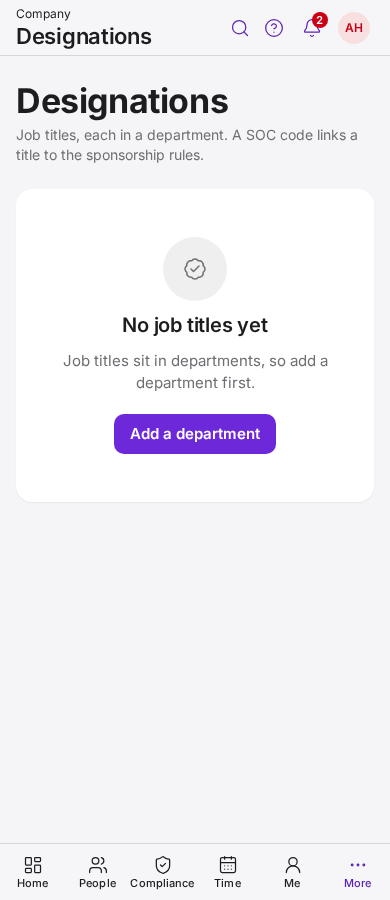 Company
Designations
2
AH
Designations
Job titles, each in a department. A SOC code links a
title to the sponsorship rules.
No job titles yet
Job titles sit in departments, so add a
department first.
Add a department
Home
People
Compliance
Time
Me
More